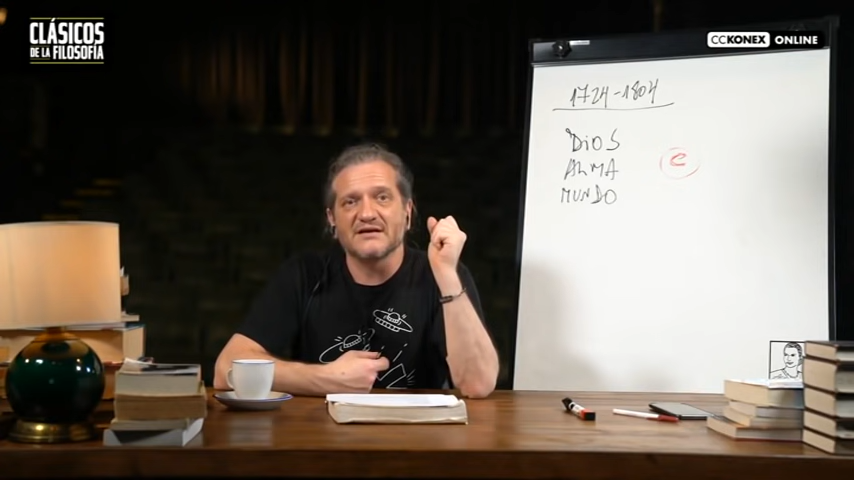 CLÁSICOS
DE LA FILOSOFÍA
CCKONEX ONLINE
1724-1804
DIOS
ALMA
MUNDO
e